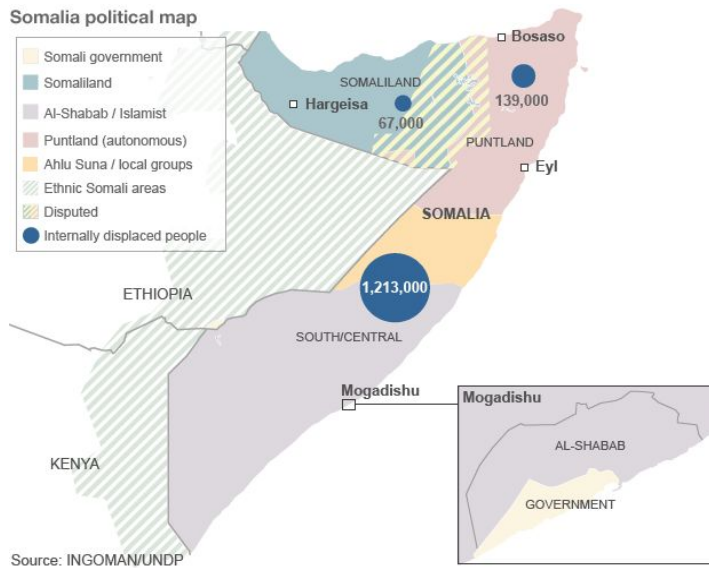 Somalia political map
Somali government
Somaliland
Al-Shabab / Islamist
Puntland (autonomous)
Ahlu Suna / local groups
Ethnic Somali areas
Disputed
Internally displaced people
Bosaso
SOMALILAND
Hargeisa
139,000
67,000
PUNTLAND
Eyl
SOMALIA
1,213,000
ETHIOPIA
SOUTH/CENTRAL
Mogadishu
Mogadishu
AL-SHABAB
KENYA
GOVERNMENT
Source: INGOMAN/UNDP